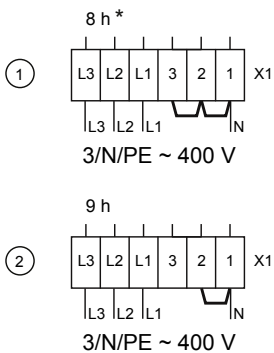 8 h *
1 L3 L2 L1 3 2 1 X1
L3 L2 L1 N
3/N/PE ~ 400 V
9 h
2 L3 L2 L1 3 2 1 X1
L3 L2 L1 N
3/N/PE ~ 400 V